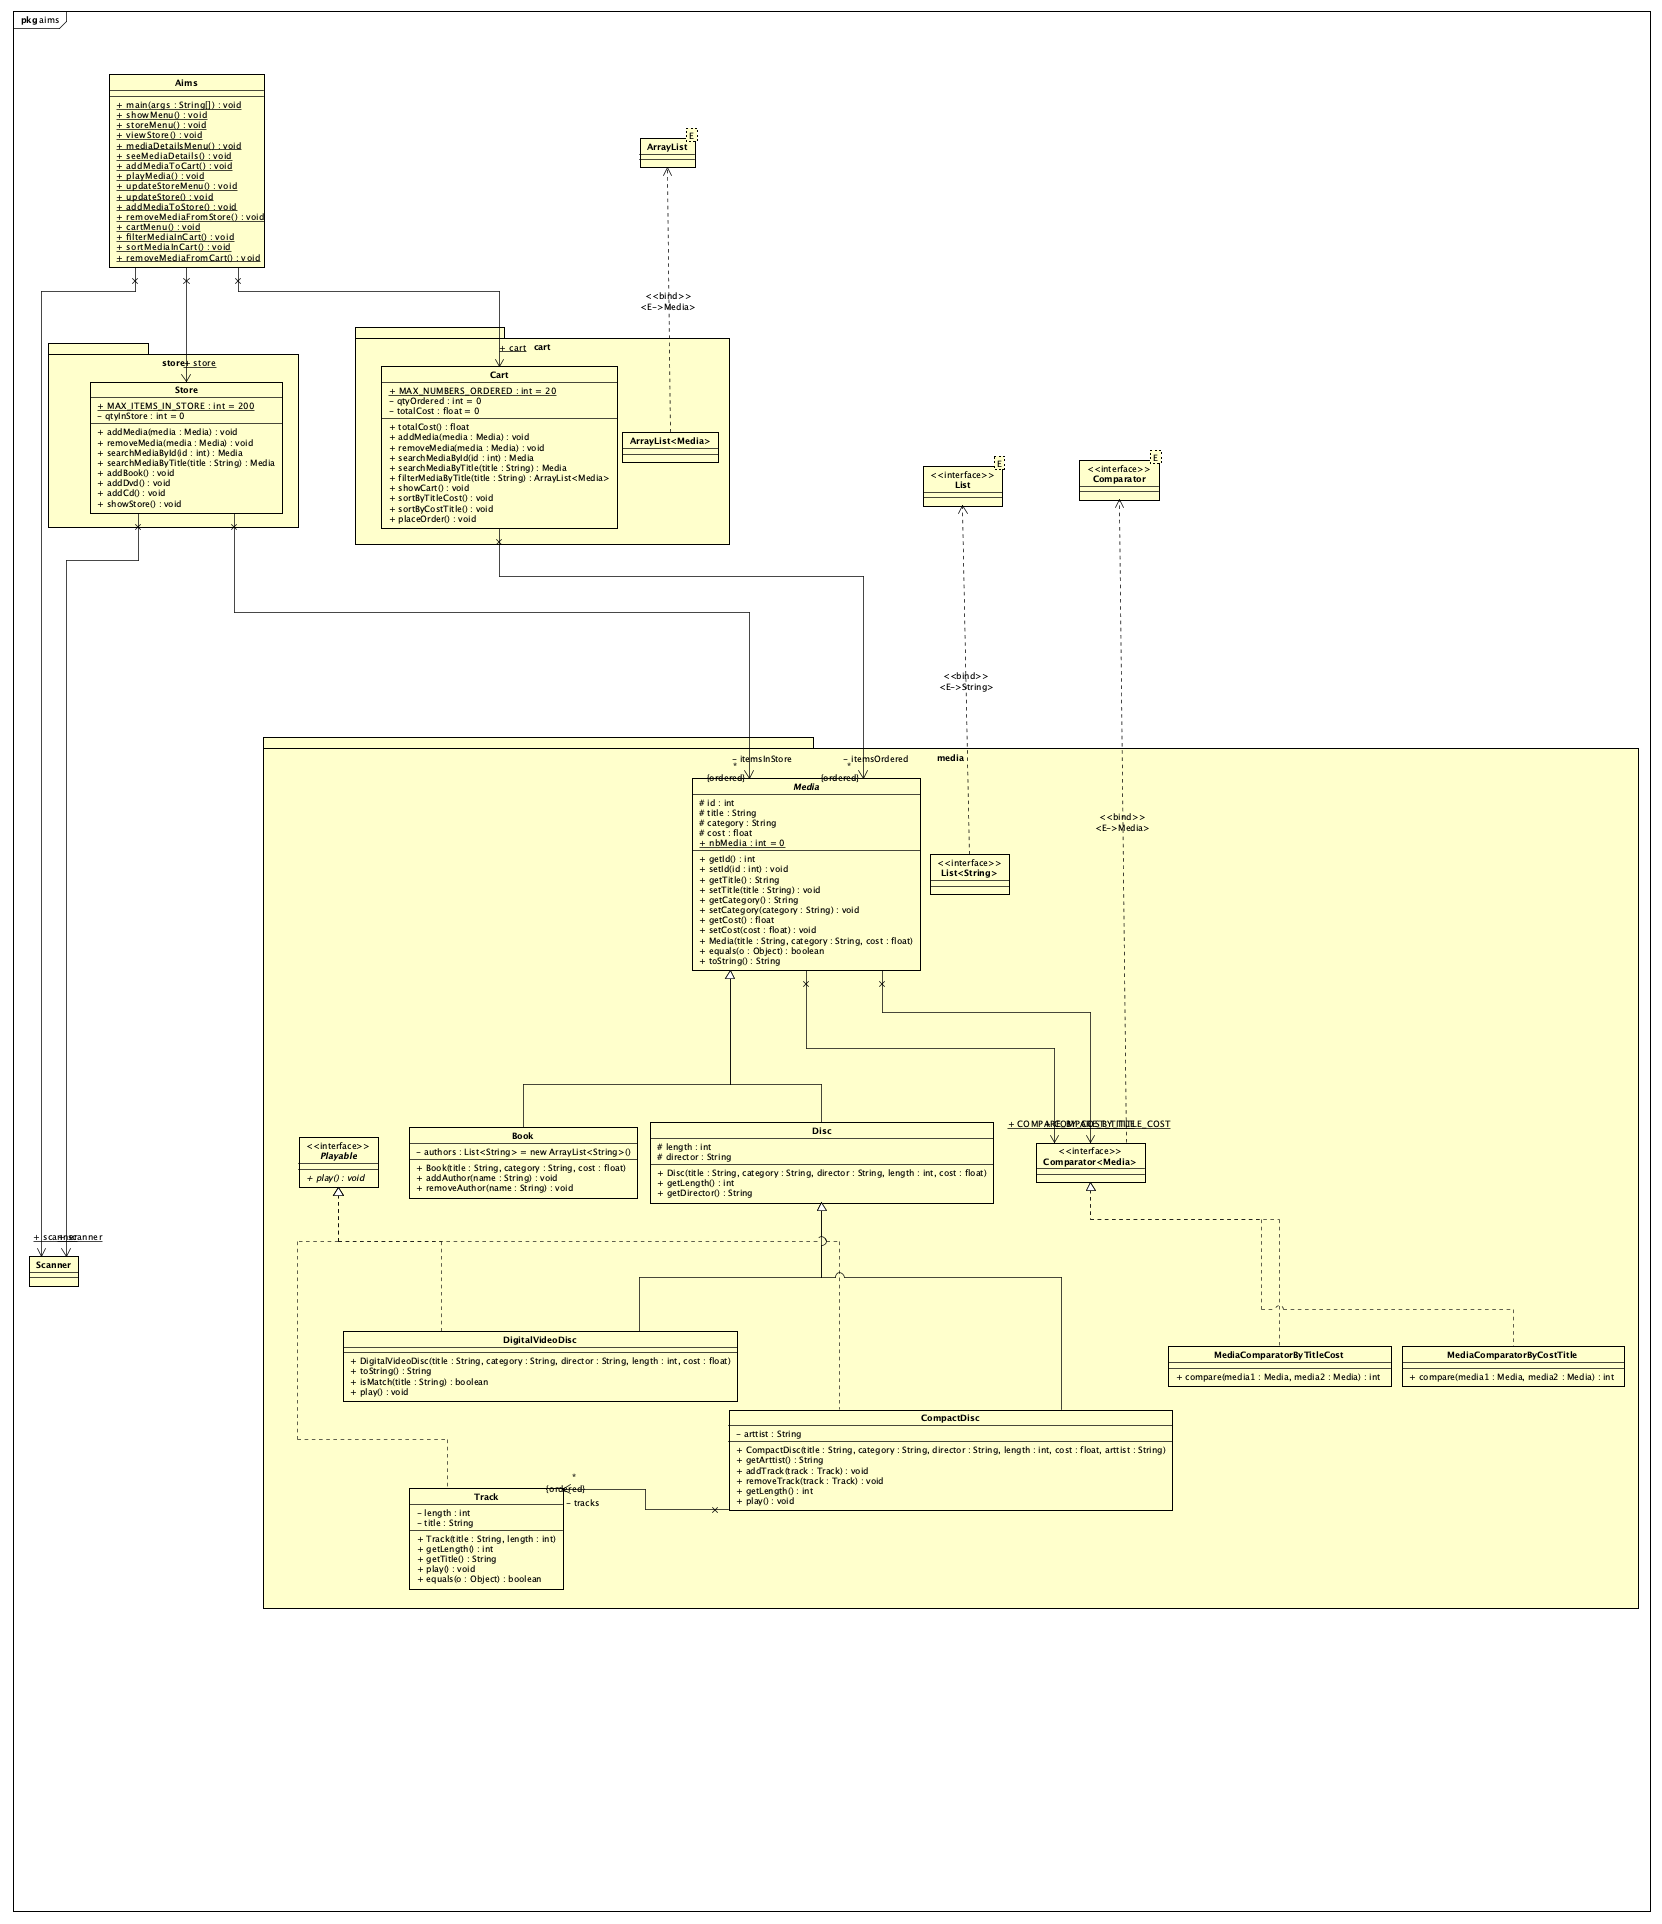 pkg aims
Aims
+ main(args : String[]) : void
+ showMenu() : void
+ storeMenu() : void
+ viewStore() : void
+ mediaDetailsMenu() : void
+ seeMediaDetails() : void
+ addMediaToCart() : void
+ playMedia() : void
+ updateStoreMenu() : void
+ updateStore() : void
+ addMediaToStore() : void
+ removeMediaFromStore() : void
+ cartMenu() : void
+ filterMediaInCart() : void
+ sortMediaInCart() : void
+ removeMediaFromCart() : void
E
ArrayList
<<bind>>
<E->Media>
store
+ store
Store
+ MAX_ITEMS_IN_STORE : int = 200
- qtyInStore : int = 0
+ addMedia(media : Media) : void
+ removeMedia(media : Media) : void
+ searchMediaById(id : int) : Media
+ searchMediaByTitle(title : String) : Media
+ addBook() : void
+ addDvd() : void
+ addCd() : void
+ showStore() : void
+ cart
cart
Cart
+ MAX_NUMBERS_ORDERED : int = 20
- qtyOrdered : int = 0
- totalCost : float = 0
+ totalCost() : float
+ addMedia(media : Media) : void
+ removeMedia(media : Media) : void
+ searchMediaById(id : int) : Media
+ searchMediaByTitle(title : String) : Media
+ filterMediaByTitle(title : String) : ArrayList<Media>
+ showCart() : void
+ sortByTitleCost() : void
+ sortByCostTitle() : void
+ placeOrder() : void
ArrayList<Media>
E
<<interface>>
List
E
<<interface>>
Comparator
<<bind>>
<E->String>
<<bind>>
<E->Media>
media
- itemsInStore
*
{ordered}
- itemsOrdered
*
{ordered}
Media
# id : int
# title : String
# category : String
# cost : float
+ nbMedia : int = 0
+ getId() : int
+ setId(id : int) : void
+ getTitle() : String
+ setTitle(title : String) : void
+ getCategory() : String
+ setCategory(category : String) : void
+ getCost() : float
+ setCost(cost : float) : void
+ Media(title : String, category : String, cost : float)
+ equals(o : Object) : boolean
+ toString() : String
<<interface>>
List<String>
<<interface>>
Playable
+ play() : void
Book
- authors : List<String> = new ArrayList<String>()
+ Book(title : String, category : String, cost : float)
+ addAuthor(name : String) : void
+ removeAuthor(name : String) : void
Disc
# length : int
# director : String
+ Disc(title : String, category : String, director : String, length : int, cost : float)
+ getLength() : int
+ getDirector() : String
<<interface>>
Comparator<Media>
+ scanner
Scanner
DigitalVideoDisc
+ DigitalVideoDisc(title : String, category : String, director : String, length : int, cost : float)
+ toString() : String
+ isMatch(title : String) : boolean
+ play() : void
MediaComparatorByTitleCost
+ compare(media1 : Media, media2 : Media) : int
MediaComparatorByCostTitle
+ compare(media1 : Media, media2 : Media) : int
CompactDisc
- arttist : String
+ CompactDisc(title : String, category : String, director : String, length : int, cost : float, arttist : String)
+ getArttist() : String
+ addTrack(track : Track) : void
+ removeTrack(track : Track) : void
+ getLength() : int
+ play() : void
*
{ordered}
- tracks
Track
- length : int
- title : String
+ Track(title : String, length : int)
+ getLength() : int
+ getTitle() : String
+ play() : void
+ equals(o : Object) : boolean